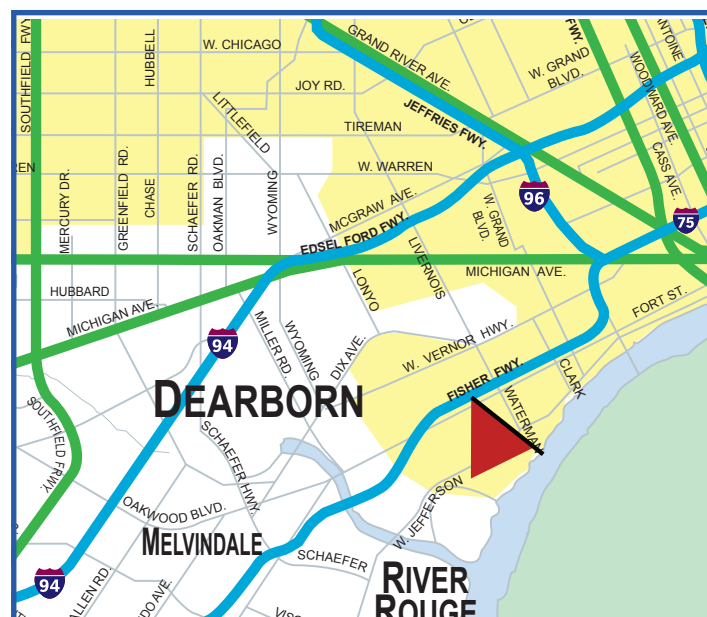 SOUTHFIELD FWY
HUBBELL
W. CHICAGO
GRAND RIVER AVE.
FWY.
ANTOINE
W. GRAND
BLVD.
WOODWARD AVE.
JOY RD.
JEFFRIES FWY.
LITTLEFIELD
TIREMAN
CASS AVE.
W. WARREN
MERCURY DR.
GREENFIELD RD.
CHASE
SCHAEFER RD.
OAKMAN BLVD.
WYOMING
MCGRAW AVE.
EDSEL FORD FWY.
W. GRAND
BLVD.
96
75
LIVERNOIS
LONYO
MICHIGAN AVE.
HUBBARD
MICHIGAN AVE.
FORT ST.
94
MILLER RD.
WYOMING
DIX AVE.
W. VERNOR HWY.
FISHER FWY.
CLARK
WATERMAN
DEARBORN
SOUTHFIELD FRWY.
SCHAEFER HWY.
OAKWOOD BLVD.
W. JEFFERSON
MELVINDALE
SCHAEFER
RIVER
ROUGE
94
ALLEN RD.